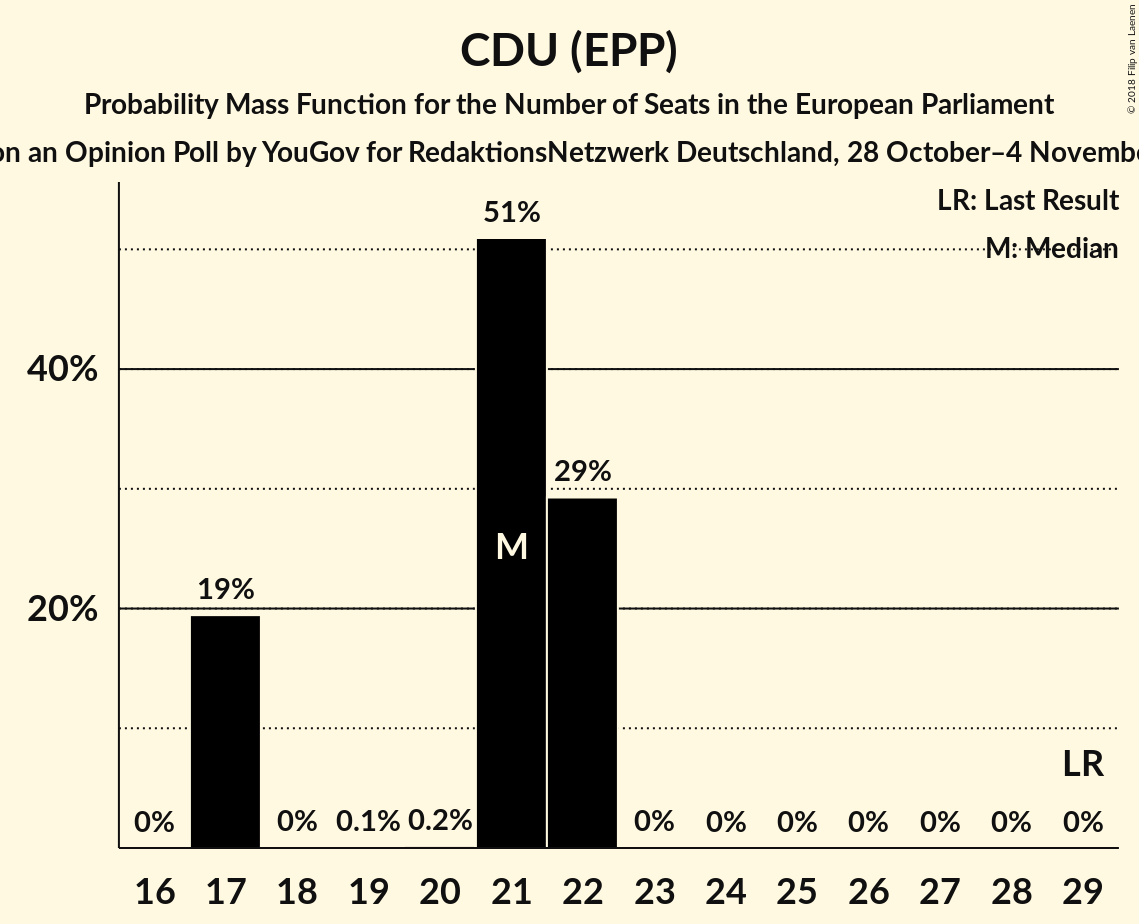 CDU (EPP)
Probability Mass Function for the Number of Seats in the European Parliament
on an Opinion Poll by YouGov for RedaktionsNetzwerk Deutschland, 28 October–4 Novemb
© 2018 Filip van Laenen
LR: Last Result
M: Median
51%
40%
29%
M
20%
19%
LR
0% 0% 0.1% 0.2% 0% 0% 0% 0% 0% 0% 0%
16 17 18 19 20 21 22 23 24 25 26 27 28 29